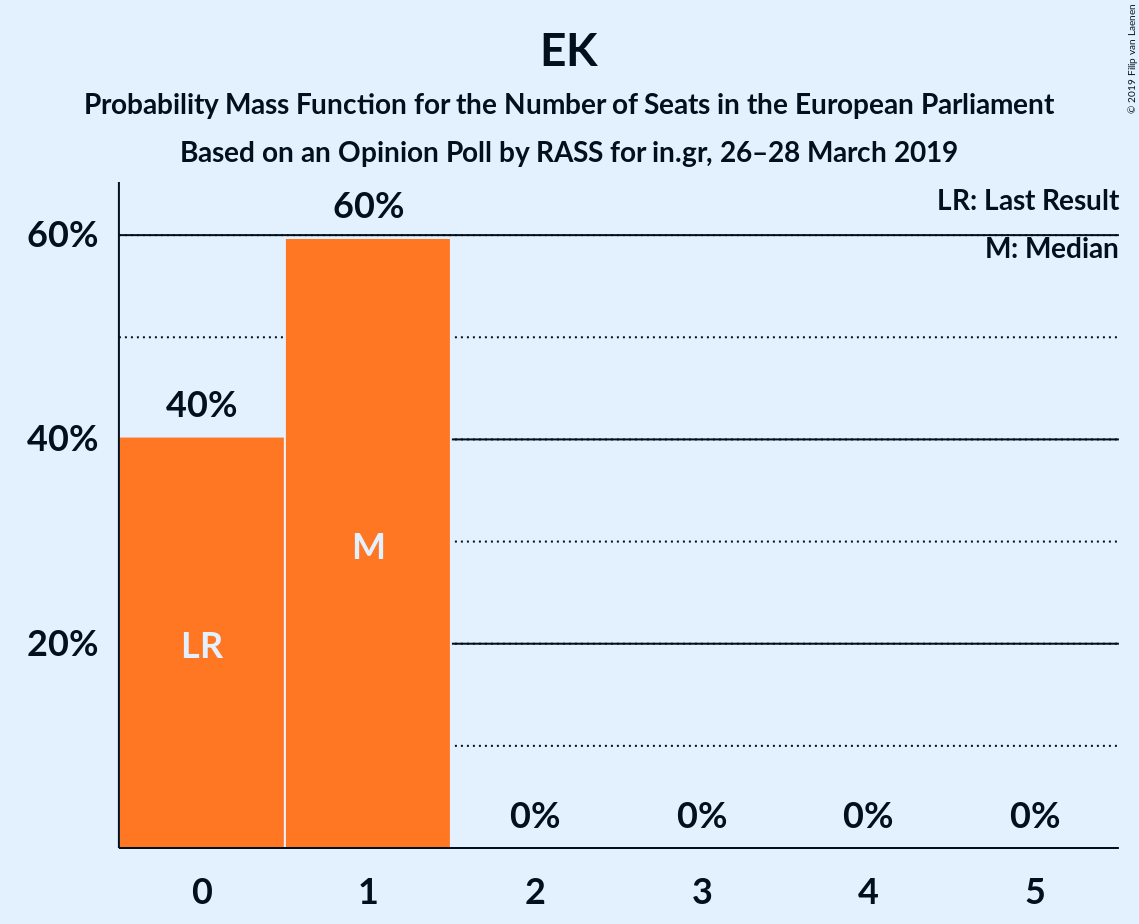 EK
Probability Mass Function for the Number of Seats in the European Parliament
Based on an Opinion Poll by RASS for in.gr, 26–28 March 2019
© 2019 Filip van Laenen
LR: Last Result
M: Median
60%
40%
20%
40%
60%
0%
0%
0%
0%
LR
M
0
1
2
3
4
5